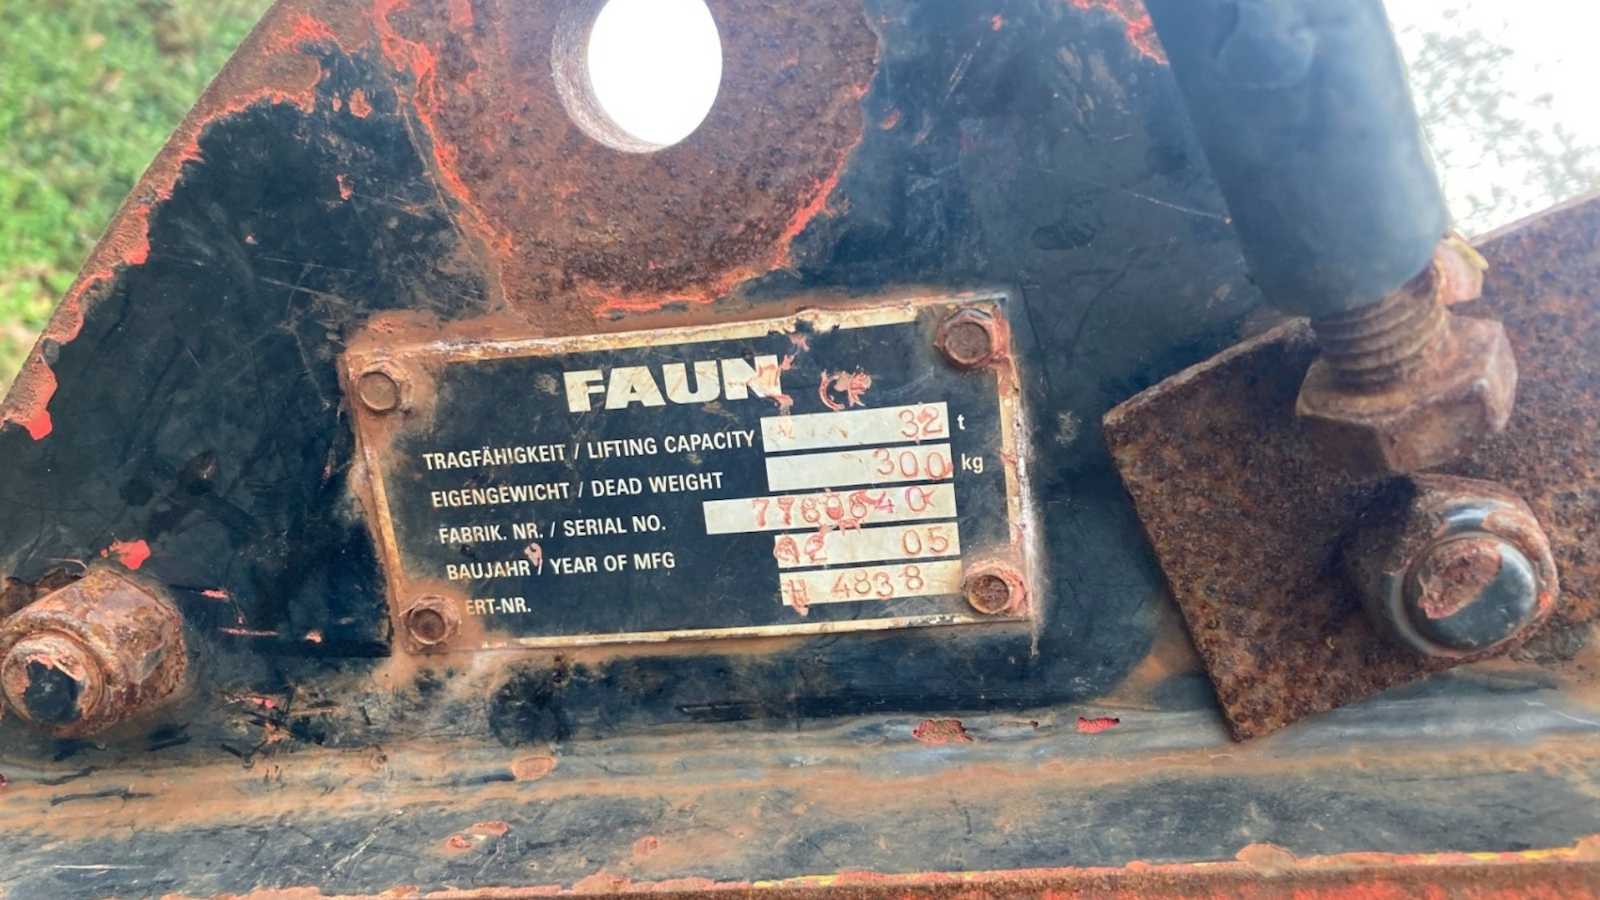 FAUN
TRAGFÄHIGKEIT / LIFTING CAPACITY 32 t
EIGENGEWICHT / DEAD WEIGHT 300 kg
FABRIK. NR. / SERIAL NO.
BAUJAHR / YEAR OF MFG 05
ERT-NR. 4838